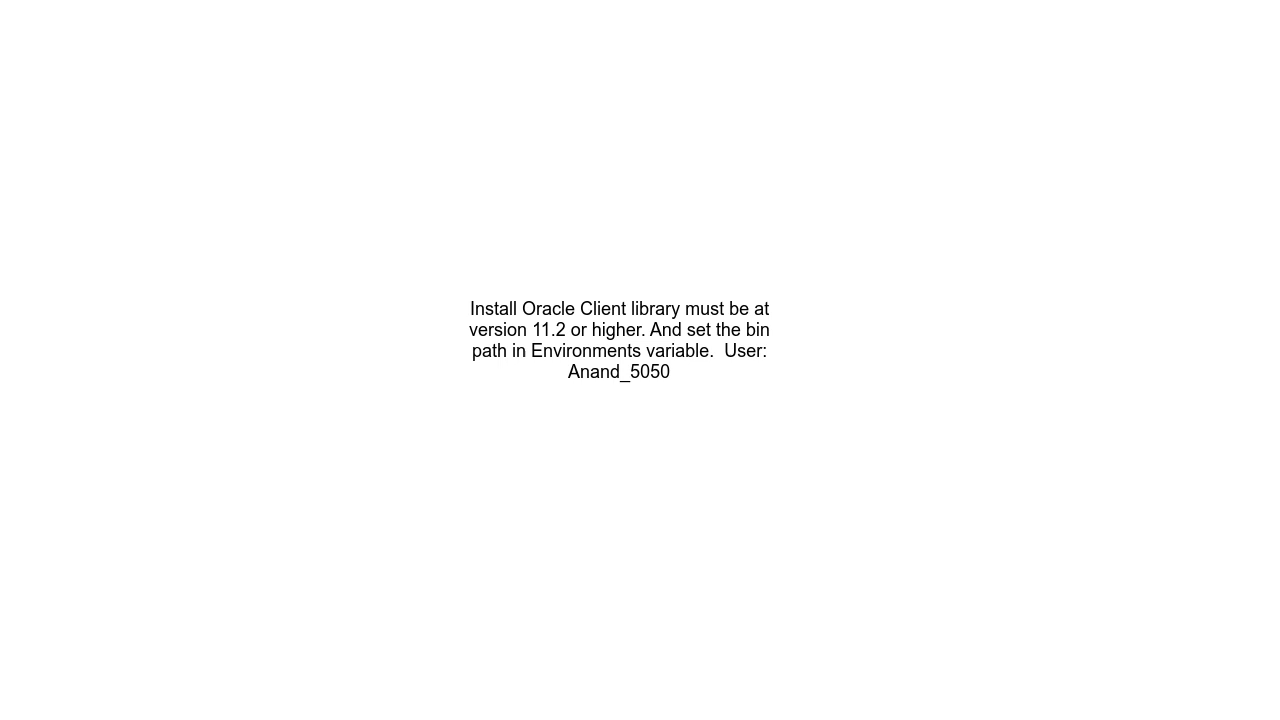 Install Oracle Client library must be at
version 11.2 or higher. And set the bin
path in Environments variable.  User:
Anand_5050